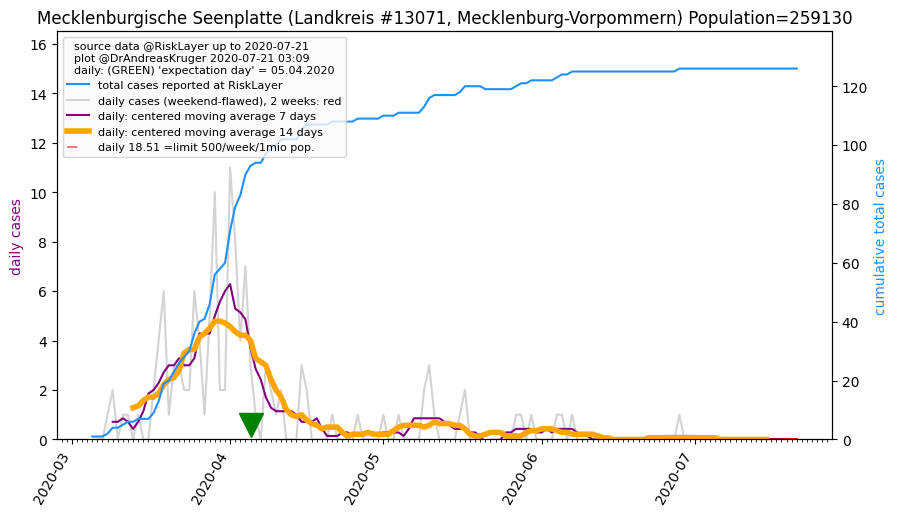 Mecklenburgische Seenplatte (Landkreis #13071, Mecklenburg-Vorpommern) Population=259130
source data @RiskLayer up to 2020-07-21
plot @DrAndreasKruger 2020-07-21 03:09
daily: (GREEN) 'expectation day' = 05.04.2020
total cases reported at RiskLayer
daily cases (weekend-flawed), 2 weeks: red
daily: centered moving average 7 days
daily: centered moving average 14 days
daily 18.51 =limit 500/week/1mio pop.
daily cases
16
14
12
10
8
6
4
2
0
cumulative total cases
120
100
80
60
40
20
0
2020-03
2020-04
2020-05
2020-06
2020-07